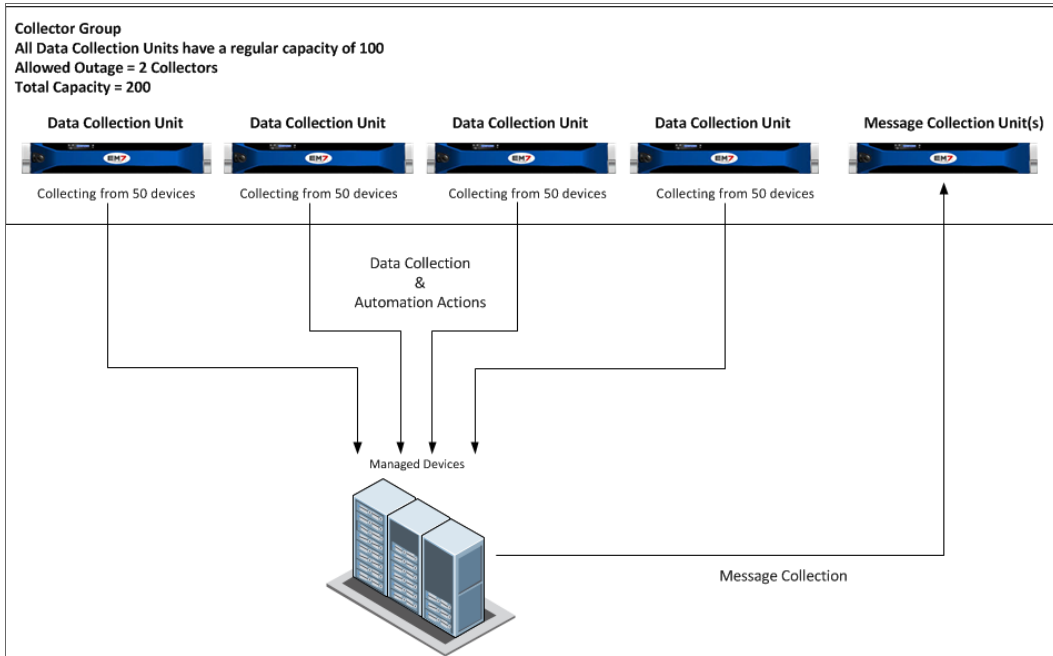 Collector Group
All Data Collection Units have a regular capacity of 100
Allowed Outage = 2 Collectors
Total Capacity = 200
Data Collection Unit
Data Collection Unit
Data Collection Unit
Data Collection Unit
Message Collection Unit(s)
EM7
EM7
EM7
EM7
EM7
Collecting from 50 devices
Collecting from 50 devices
Collecting from 50 devices
Collecting from 50 devices
Data Collection
&
Automation Actions
Managed Devices
Message Collection